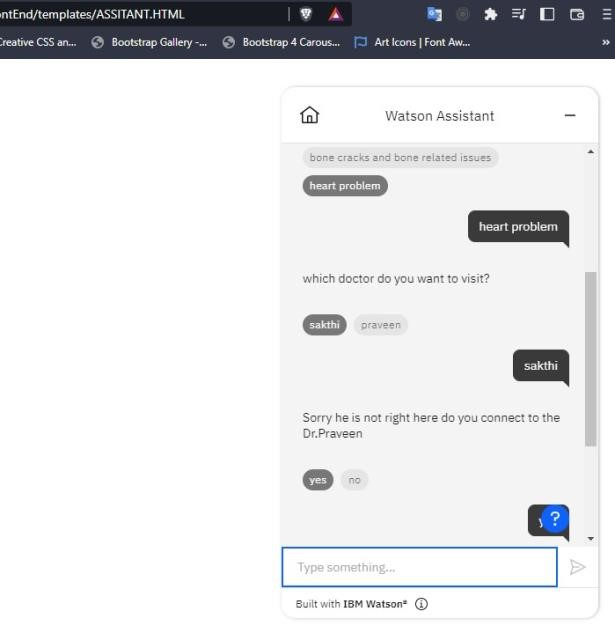 ontEnd/templates/ASSITANT.HTML
Creative CSS an... Bootstrap Gallery -... Bootstrap 4 Carous... Art Icons | Font Aw... »
Watson Assistant
bone cracks and bone related issues
heart problem
heart problem
which doctor do you want to visit?
sakthi praveen
sakthi
Sorry he is not right here do you connect to the
Dr.Praveen
yes no
?
Type something...
Built with IBM Watson®